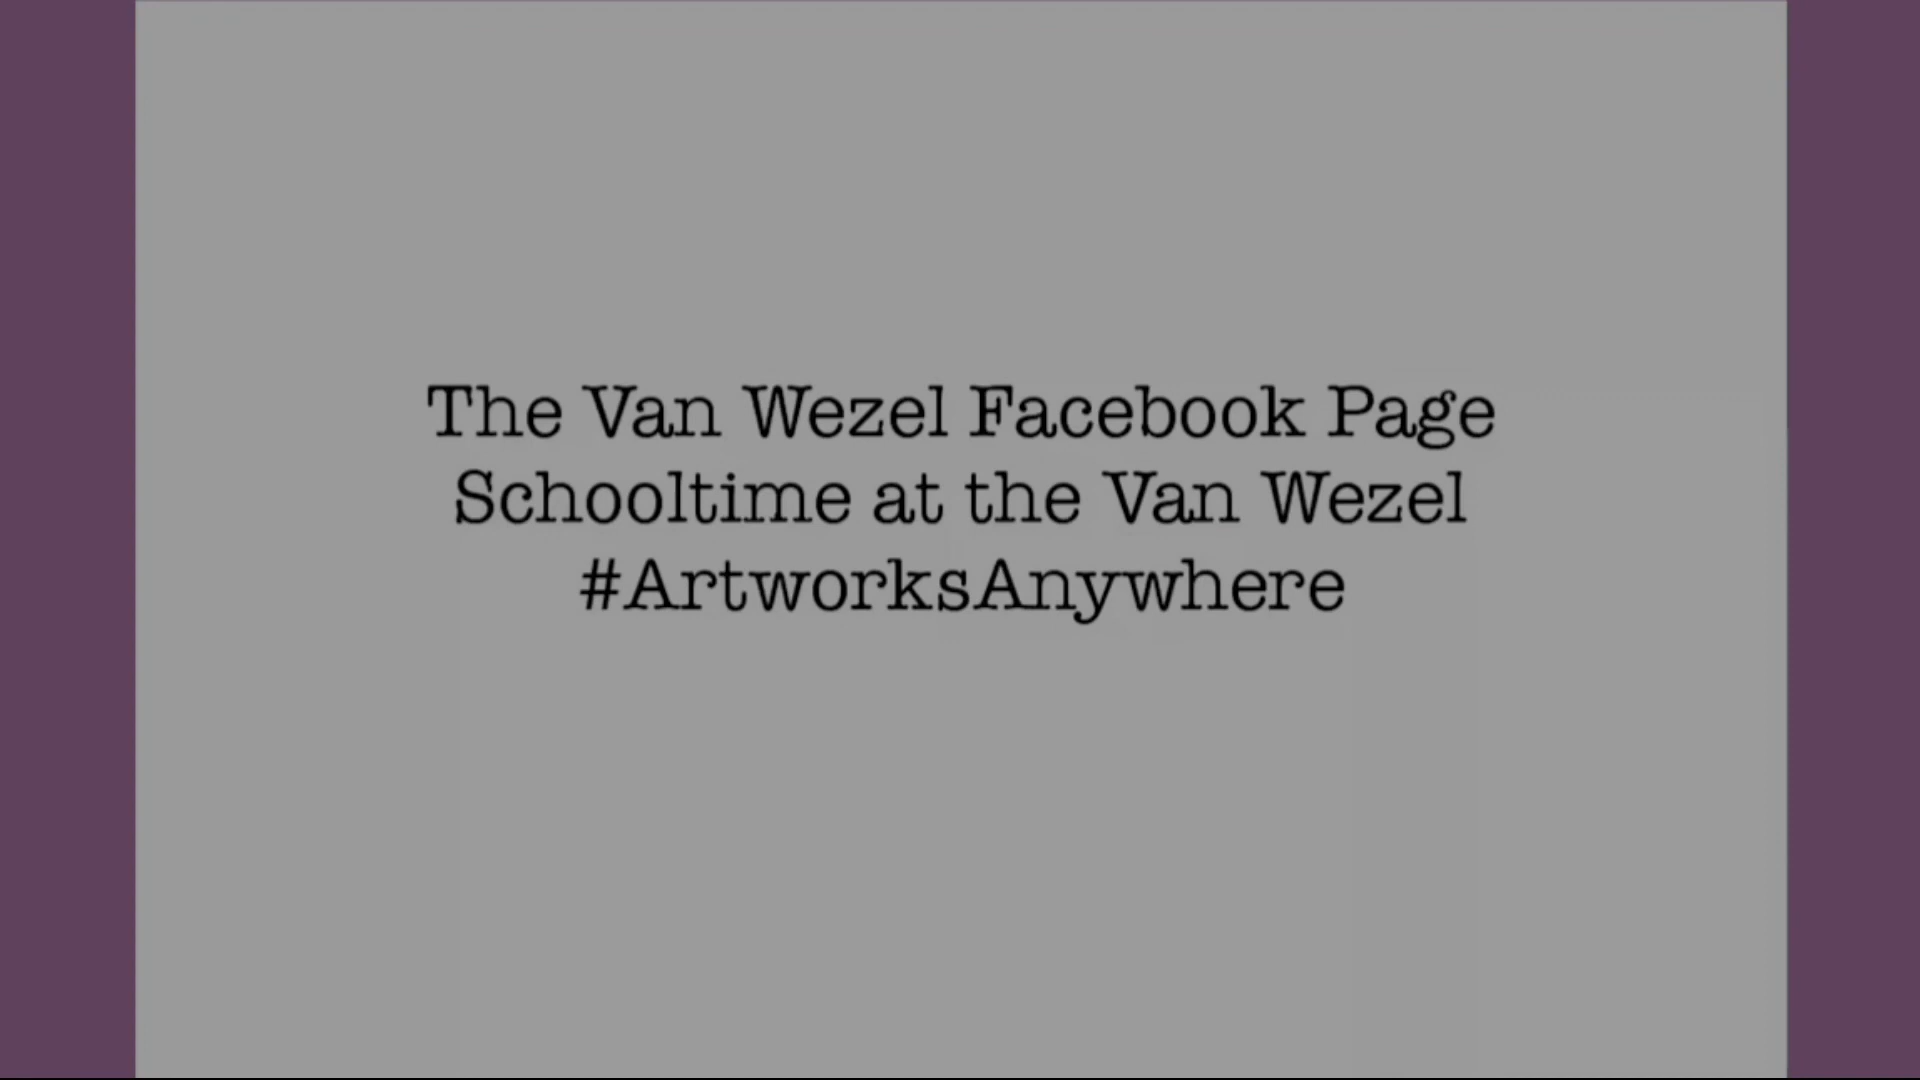 The Van Wezel Facebook Page
Schooltime at the Van Wezel
#ArtworksAnywhere